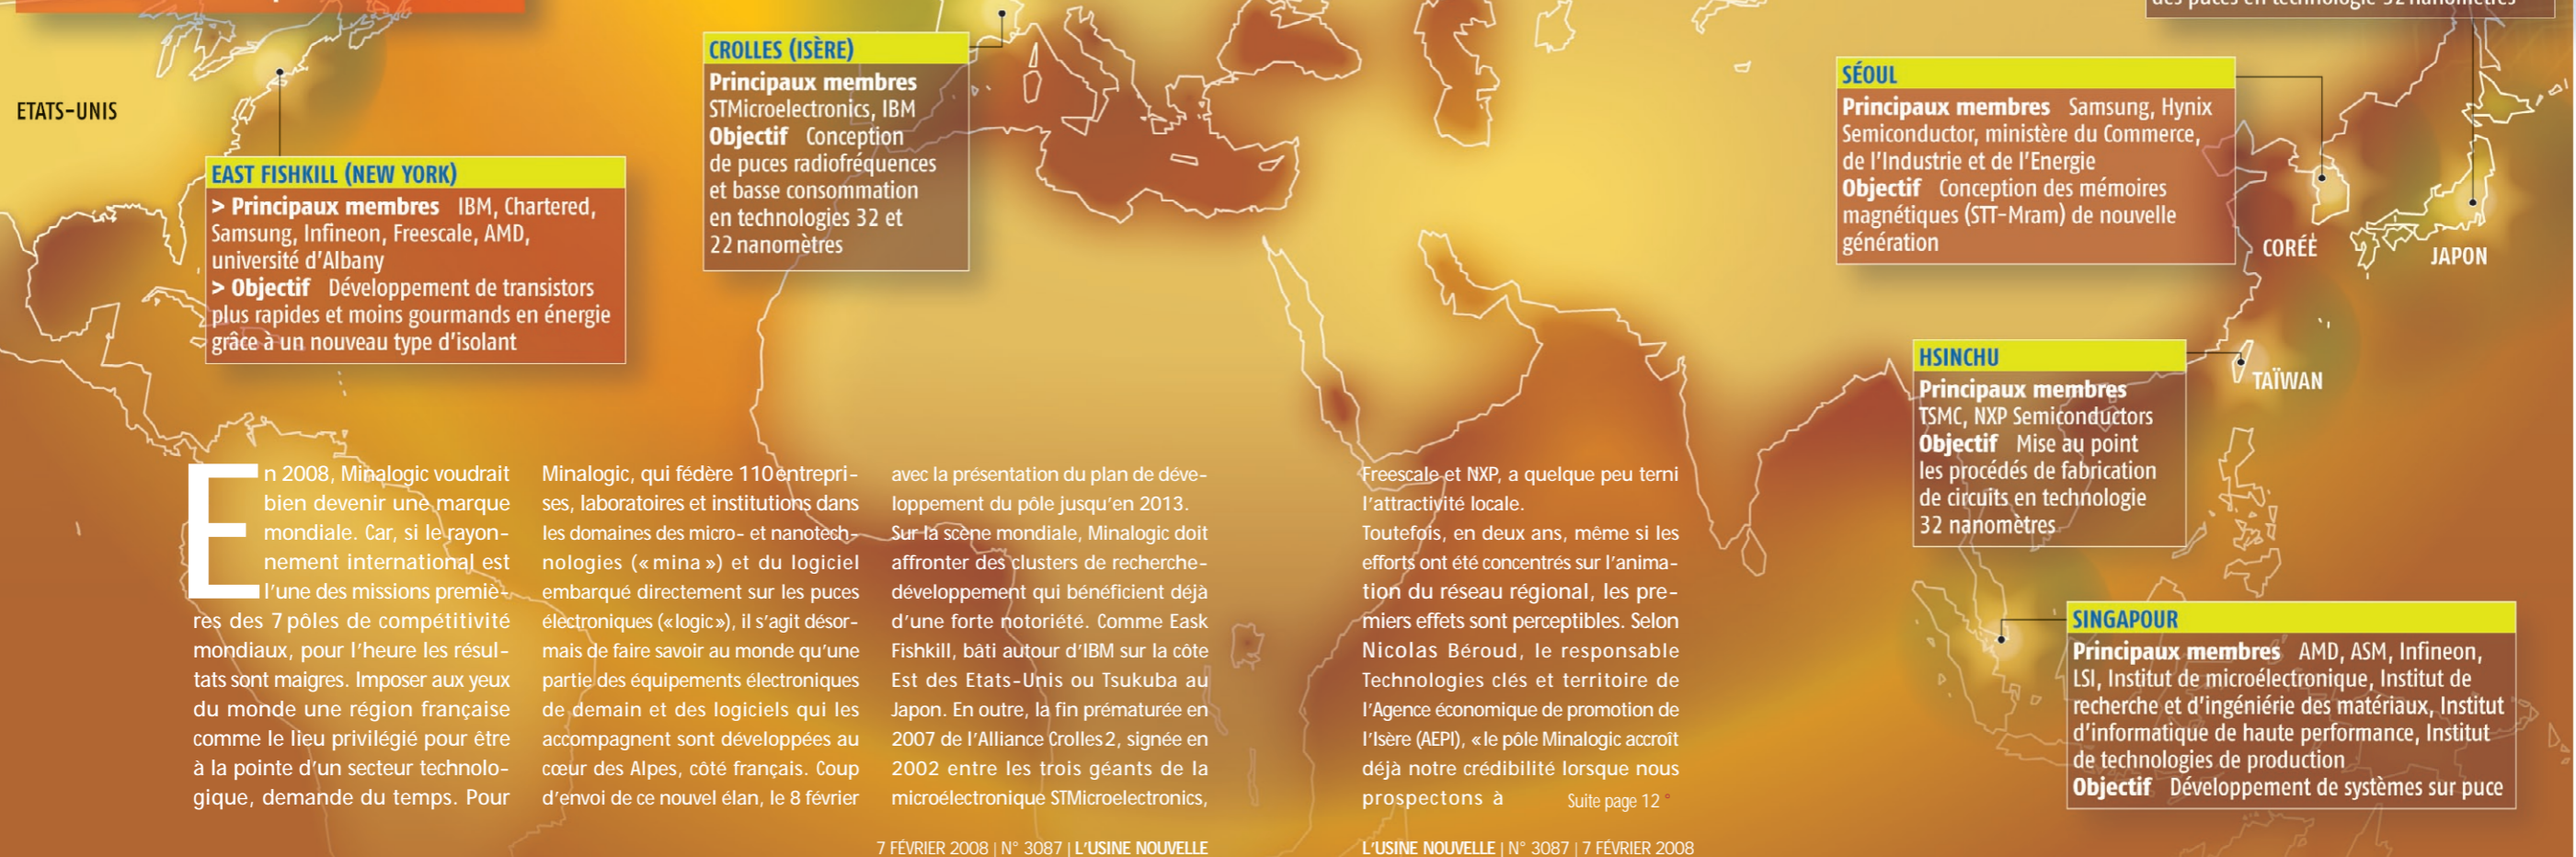 des puces en technologie 32 nanomètres
ETATS-UNIS
EAST FISHKILL (NEW YORK)
> Principaux membres IBM, Chartered,
Samsung, Infineon, Freescale, AMD,
université d'Albany
> Objectif Développement de transistors
plus rapides et moins gourmands en énergie
grâce à un nouveau type d'isolant
CROLLES (ISÈRE)
Principaux membres
STMicroelectronics, IBM
Objectif Conception
de puces radiofréquences
et basse consommation
en technologies 32 et
22 nanomètres
SÉOUL
Principaux membres Samsung, Hynix
Semiconductor, ministère du Commerce,
de l'Industrie et de l'Energie
Objectif Conception des mémoires
magnétiques (STT-Mram) de nouvelle
génération
CORÉE
JAPON
HSINCHU
Principaux membres
TSMC, NXP Semiconductors
Objectif Mise au point
les procédés de fabrication
de circuits en technologie
32 nanomètres
TAÏWAN
SINGAPOUR
Principaux membres AMD, ASM, Infineon,
LSI, Institut de microélectronique, Institut de
recherche et d'ingéniérie des matériaux, Institut
d'informatique de haute performance, Institut
de technologies de production
Objectif Développement de systèmes sur puce
En 2008, Minalogic voudrait
bien devenir une marque
mondiale. Car, si le rayon-
nement international est
l'une des missions premiè-
res des 7 pôles de compétitivité
mondiaux, pour l'heure les résul-
tats sont maigres. Imposer aux yeux
du monde une région française
comme le lieu privilégié pour être
à la pointe d'un secteur technolo-
gique, demande du temps. Pour
Minalogic, qui fédère 110 entrepri-
ses, laboratoires et institutions dans
les domaines des micro- et nanotech-
nologies («mina») et du logiciel
embarqué directement sur les puces
électroniques («logic»), il s'agit désor-
mais de faire savoir au monde qu'une
partie des équipements électroniques
de demain et des logiciels qui les
accompagnent sont développées au
cœur des Alpes, côté français. Coup
d'envoi de ce nouvel élan, le 8 février
avec la présentation du plan de déve-
loppement du pôle jusqu'en 2013.
Sur la scène mondiale, Minalogic doit
affronter des clusters de recherche-
développement qui bénéficient déjà
d'une forte notoriété. Comme Eask
Fishkill, bâti autour d'IBM sur la côte
Est des Etats-Unis ou Tsukuba au
Japon. En outre, la fin prématurée en
2007 de l'Alliance Crolles2, signée en
2002 entre les trois géants de la
microélectronique STMicroelectronics,
Freescale et NXP, a quelque peu terni
l'attractivité locale.
Toutefois, en deux ans, même si les
efforts ont été concentrés sur l'anima-
tion du réseau régional, les pre-
miers effets sont perceptibles. Selon
Nicolas Béroud, le responsable
Technologies clés et territoire de
l'Agence économique de promotion de
l'Isère (AEPI), «le pôle Minalogic accroît
déjà notre crédibilité lorsque nous
prospectons à Suite page 12 °
7 FÉVRIER 2008 | N° 3087 | L'USINE NOUVELLE
L'USINE NOUVELLE | N° 3087 | 7 FÉVRIER 2008